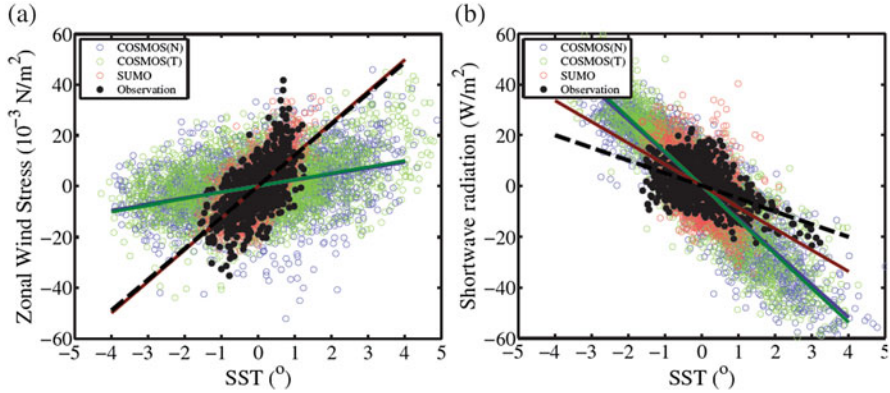 (a)
Zonal Wind Stress (10⁻³ N/m²)
60
40
20
0
−20
−40
−60
COSMOS(N)
COSMOS(T)
SUMO
Observation
−5 −4 −3 −2 −1 0 1 2 3 4 5
SST (°)
(b)
Shortwave radiation (W/m²)
60
40
20
0
−20
−40
−60
COSMOS(N)
COSMOS(T)
SUMO
Observation
−5 −4 −3 −2 −1 0 1 2 3 4 5
SST (°)